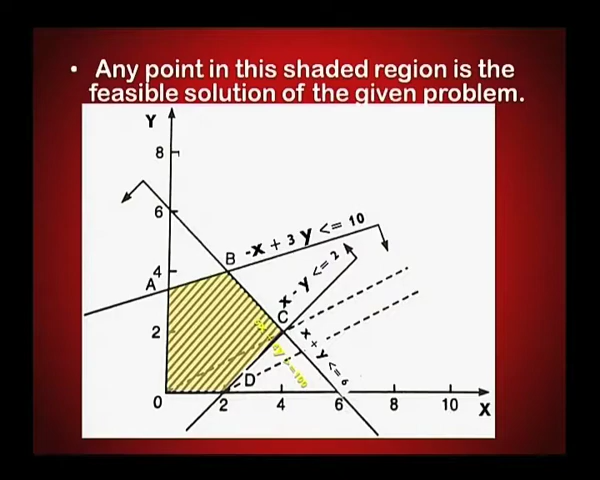 • Any point in this shaded region is the
feasible solution of the given problem.
Y
8
6
B -x + 3 y <= 10
4
A
x - y <= 2
2
C
x + y <= 6
D
0 2 4 6 8 10 X